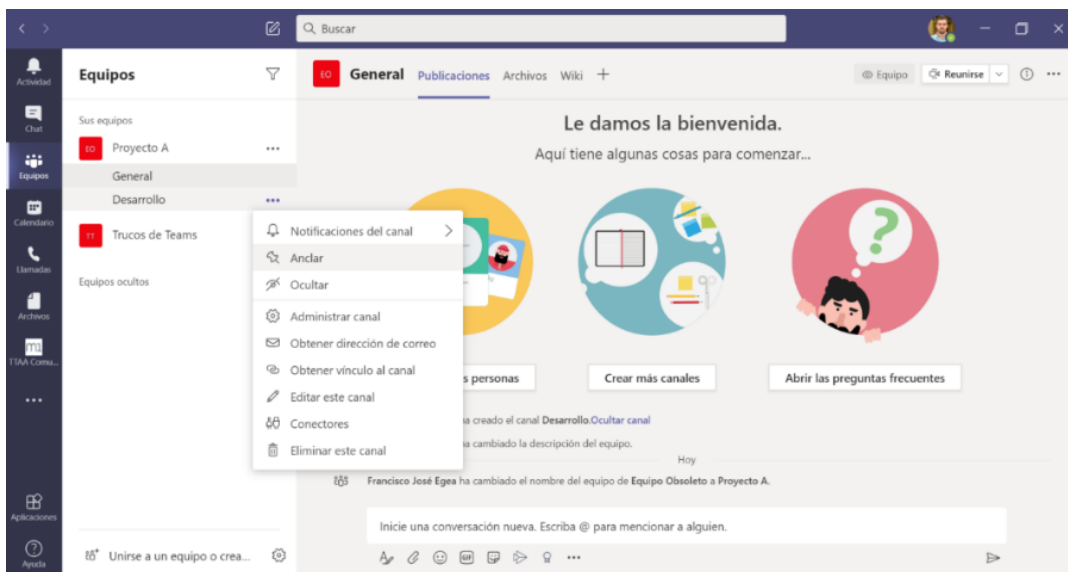 Buscar
Actividad
Chat
Equipos
Calendario
Llamadas
Archivos
TTAA Comu...
Aplicaciones
Ayuda
Equipos
Sus equipos
EO Proyecto A
General
Desarrollo
TT Trucos de Teams
Equipos ocultos
Unirse a un equipo o crea...
Notificaciones del canal
Anclar
Ocultar
Administrar canal
Obtener dirección de correo
Obtener vínculo al canal
Editar este canal
Conectores
Eliminar este canal
EO General Publicaciones Archivos Wiki
Equipo Reunirse
Le damos la bienvenida.
Aquí tiene algunas cosas para comenzar...
personas
Crear más canales
Abrir las preguntas frecuentes
ha creado el canal Desarrollo.Ocultar canal
ha cambiado la descripción del equipo.
Hoy
Francisco José Egea ha cambiado el nombre del equipo de Equipo Obsoleto a Proyecto A.
Inicie una conversación nueva. Escriba @ para mencionar a alguien.
GIF